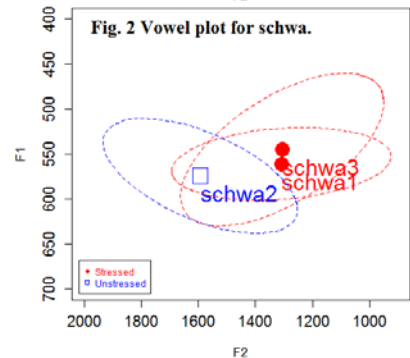 Fig. 2 Vowel plot for schwa.
400
450
500
550
600
650
700
F1
schwa3
schwa1
schwa2
Stressed
Unstressed
2000 1800 1600 1400 1200 1000
F2